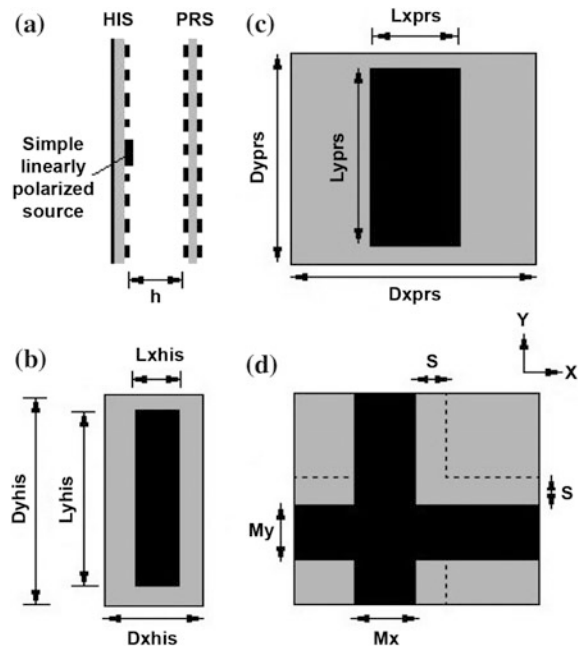 (a)
HIS
PRS
Simple
linearly
polarized
source
h
(c)
Lxprs
Dyprs
Lyprs
Dxprs
(b)
Lxhis
Dyhis
Lyhis
Dxhis
Y
X
(d)
S
S
My
Mx